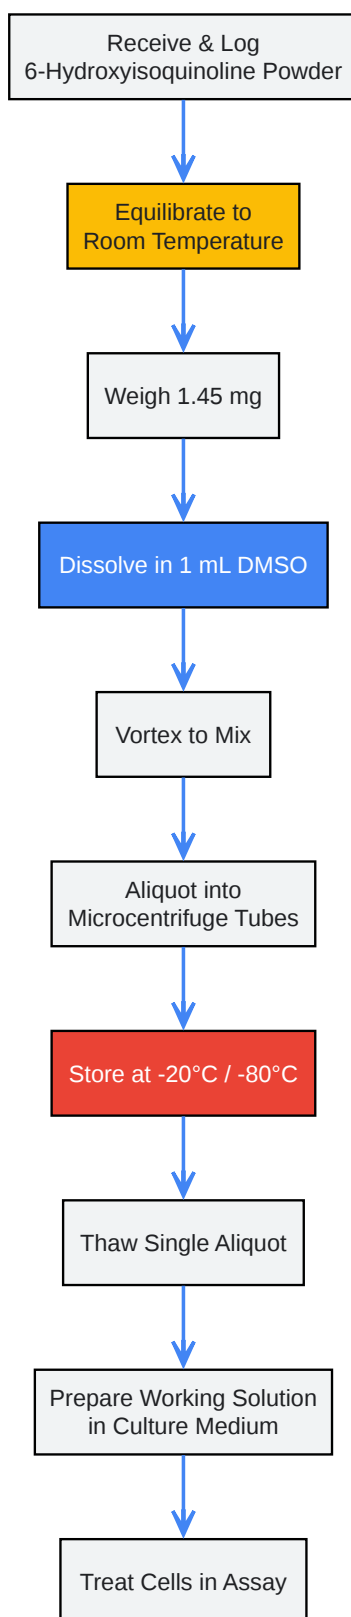 Receive & Log
6-Hydroxyisoquinoline Powder
Equilibrate to
Room Temperature
Weigh 1.45 mg
Dissolve in 1 mL DMSO
Vortex to Mix
Aliquot into
Microcentrifuge Tubes
Store at -20°C / -80°C
Thaw Single Aliquot
Prepare Working Solution
in Culture Medium
Treat Cells in Assay